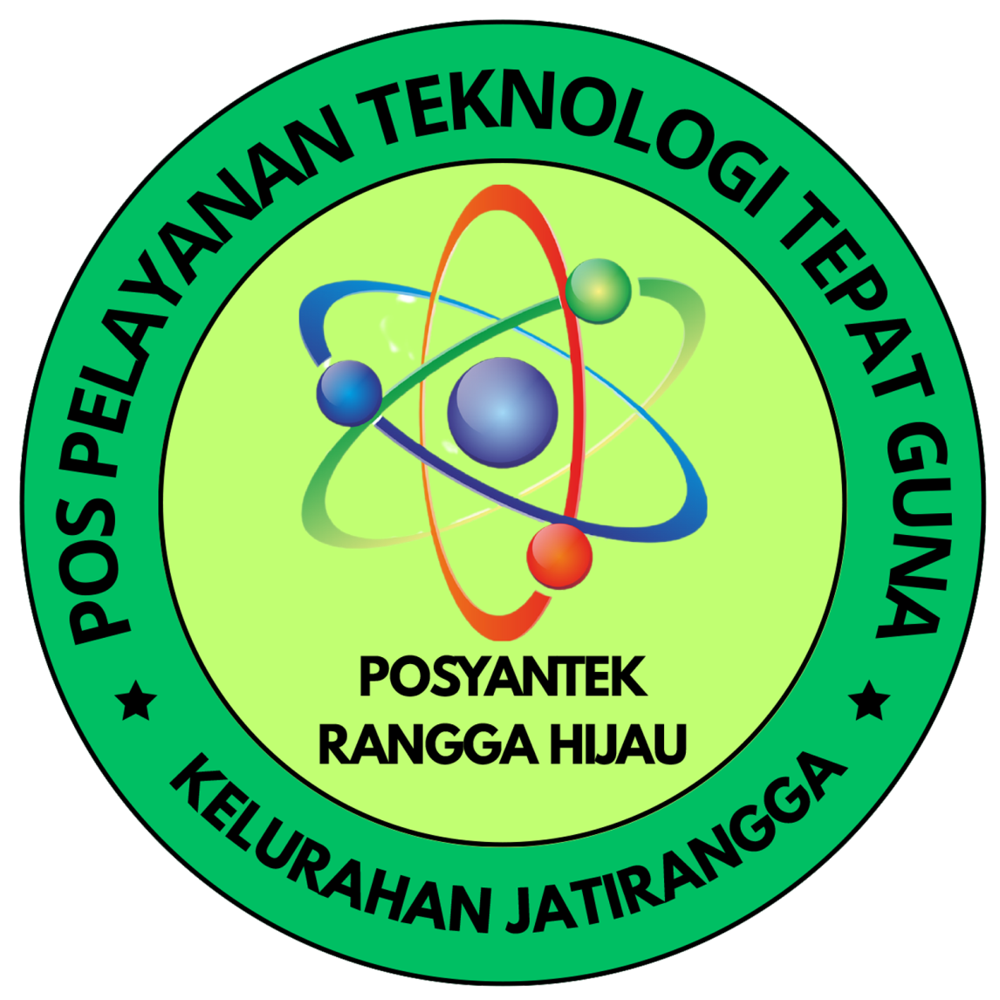 POS PELAYANAN TEKNOLOGI TEPAT GUNA
POSYANTEK
RANGGA HIJAU
KELURAHAN JATIRANGGA